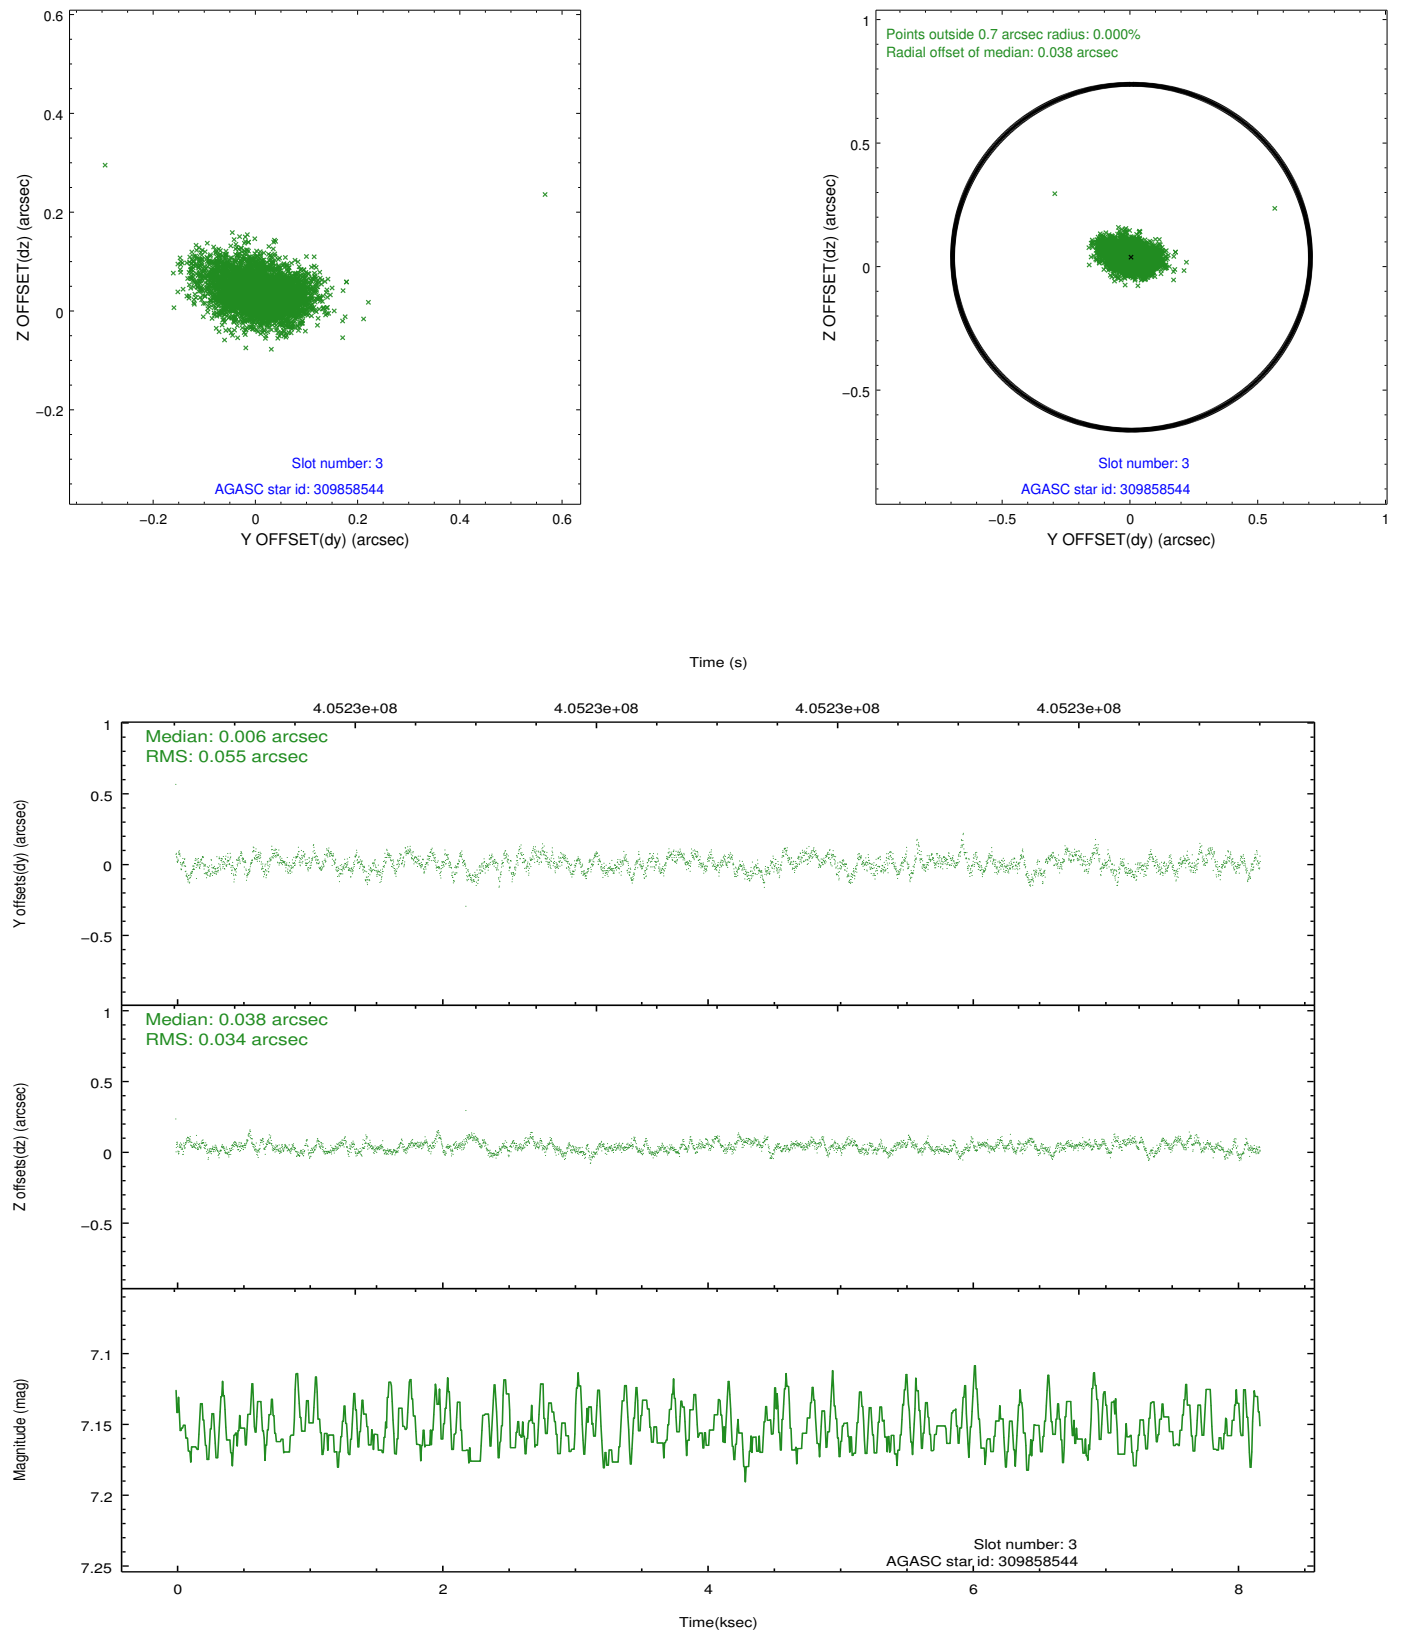 0.6
0.4
0.2
0
−0.2
Z OFFSET(dz) (arcsec)
Slot number: 3
AGASC star id: 309858544
−0.2 0 0.2 0.4 0.6
Y OFFSET(dy) (arcsec)
Points outside 0.7 arcsec radius: 0.000%
Radial offset of median: 0.038 arcsec
1
0.5
0
−0.5
Z OFFSET(dz) (arcsec)
Slot number: 3
AGASC star id: 309858544
−0.5 0 0.5 1
Y OFFSET(dy) (arcsec)
Time (s)
4.0523e+08 4.0523e+08 4.0523e+08 4.0523e+08
Median: 0.006 arcsec
RMS: 0.055 arcsec
1
0.5
0
−0.5
Y offsets(dy) (arcsec)
Median: 0.038 arcsec
RMS: 0.034 arcsec
1
0.5
0
−0.5
Z offsets(dz) (arcsec)
7.1
7.15
7.2
7.25
Magnitude (mag)
Slot number: 3
AGASC star id: 309858544
0 2 4 6 8
Time(ksec)